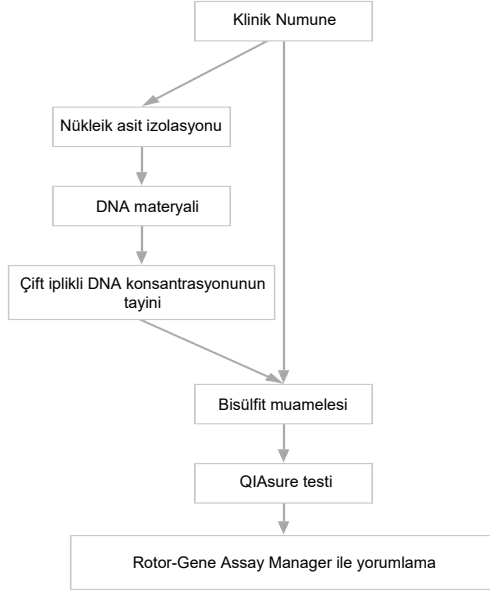 Klinik Numune
Nükleik asit izolasyonu
DNA materyali
Çift iplikli DNA konsantrasyonunun
tayini
Bisülfit muamelesi
QIAsure testi
Rotor-Gene Assay Manager ile yorumlama